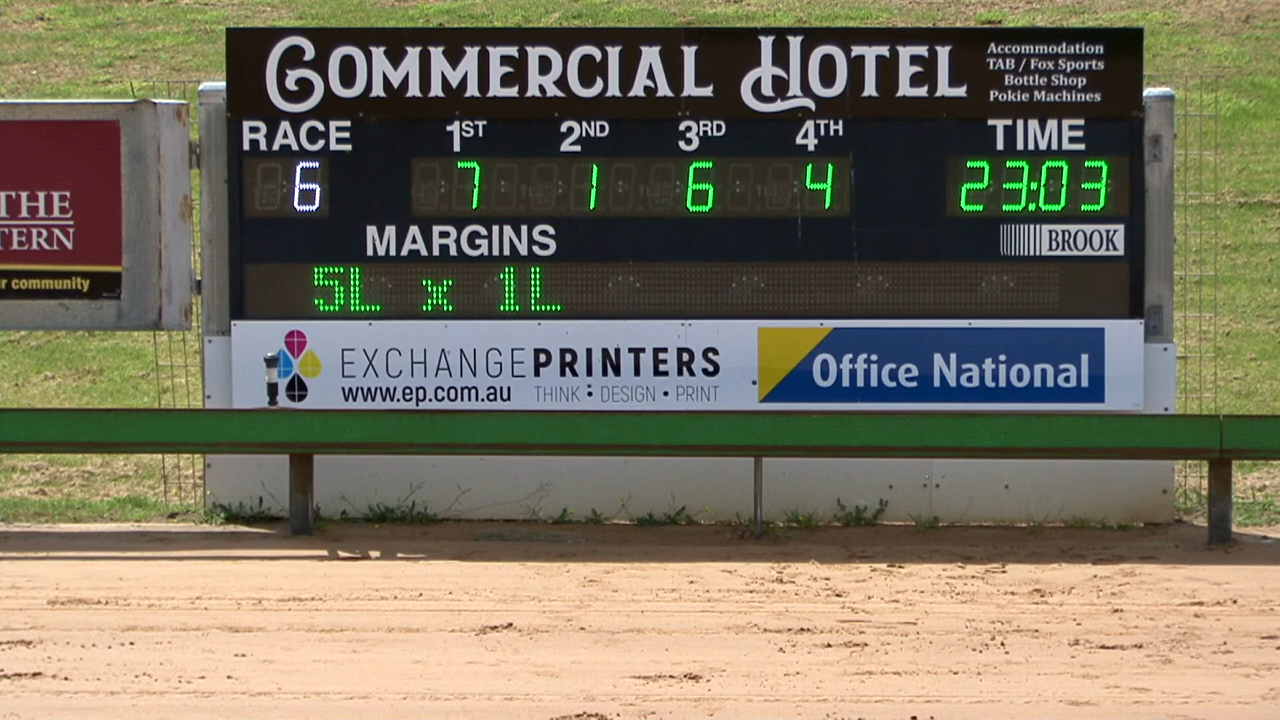 COMMERCIAL HOTEL
Accommodation
TAB / Fox Sports
Bottle Shop
Pokie Machines
RACE 1ST 2ND 3RD 4TH TIME
6 7 1 6 4 23:03
MARGINS
BROOK
5L x 1L
THE
TERN
r community
EXCHANGEPRINTERS
www.ep.com.au THINK : DESIGN • PRINT
Office National